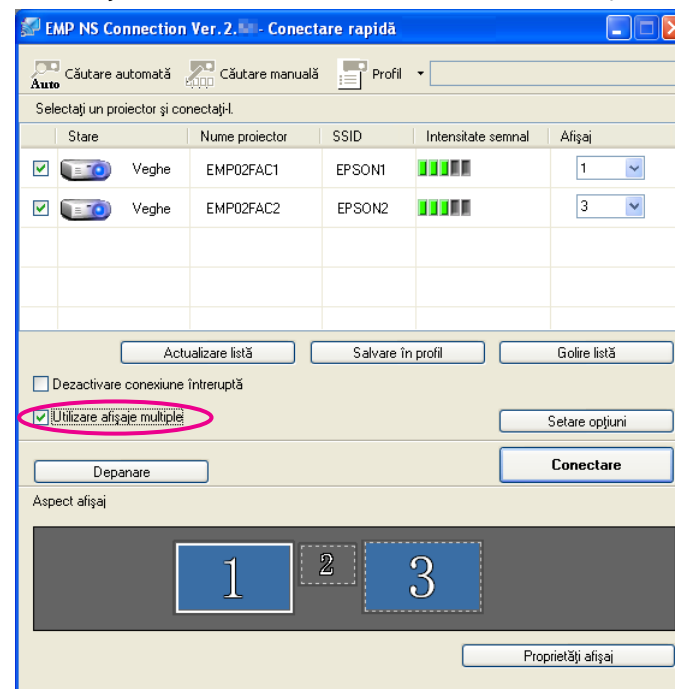 EMP NS Connection Ver.2. - Conectare rapidă
Auto Căutare automată Căutare manuală Profil
Selectaţi un proiector şi conectaţi-l.
Stare Nume proiector SSID Intensitate semnal Afişaj
Veghe EMP02FAC1 EPSON1 1
Veghe EMP02FAC2 EPSON2 3
Actualizare listă Salvare în profil Golire listă
Dezactivare conexiune întreruptă
Utilizare afişaje multiple
Setare opţiuni
Depanare Conectare
Aspect afişaj
1 2 3
Proprietăţi afişaj